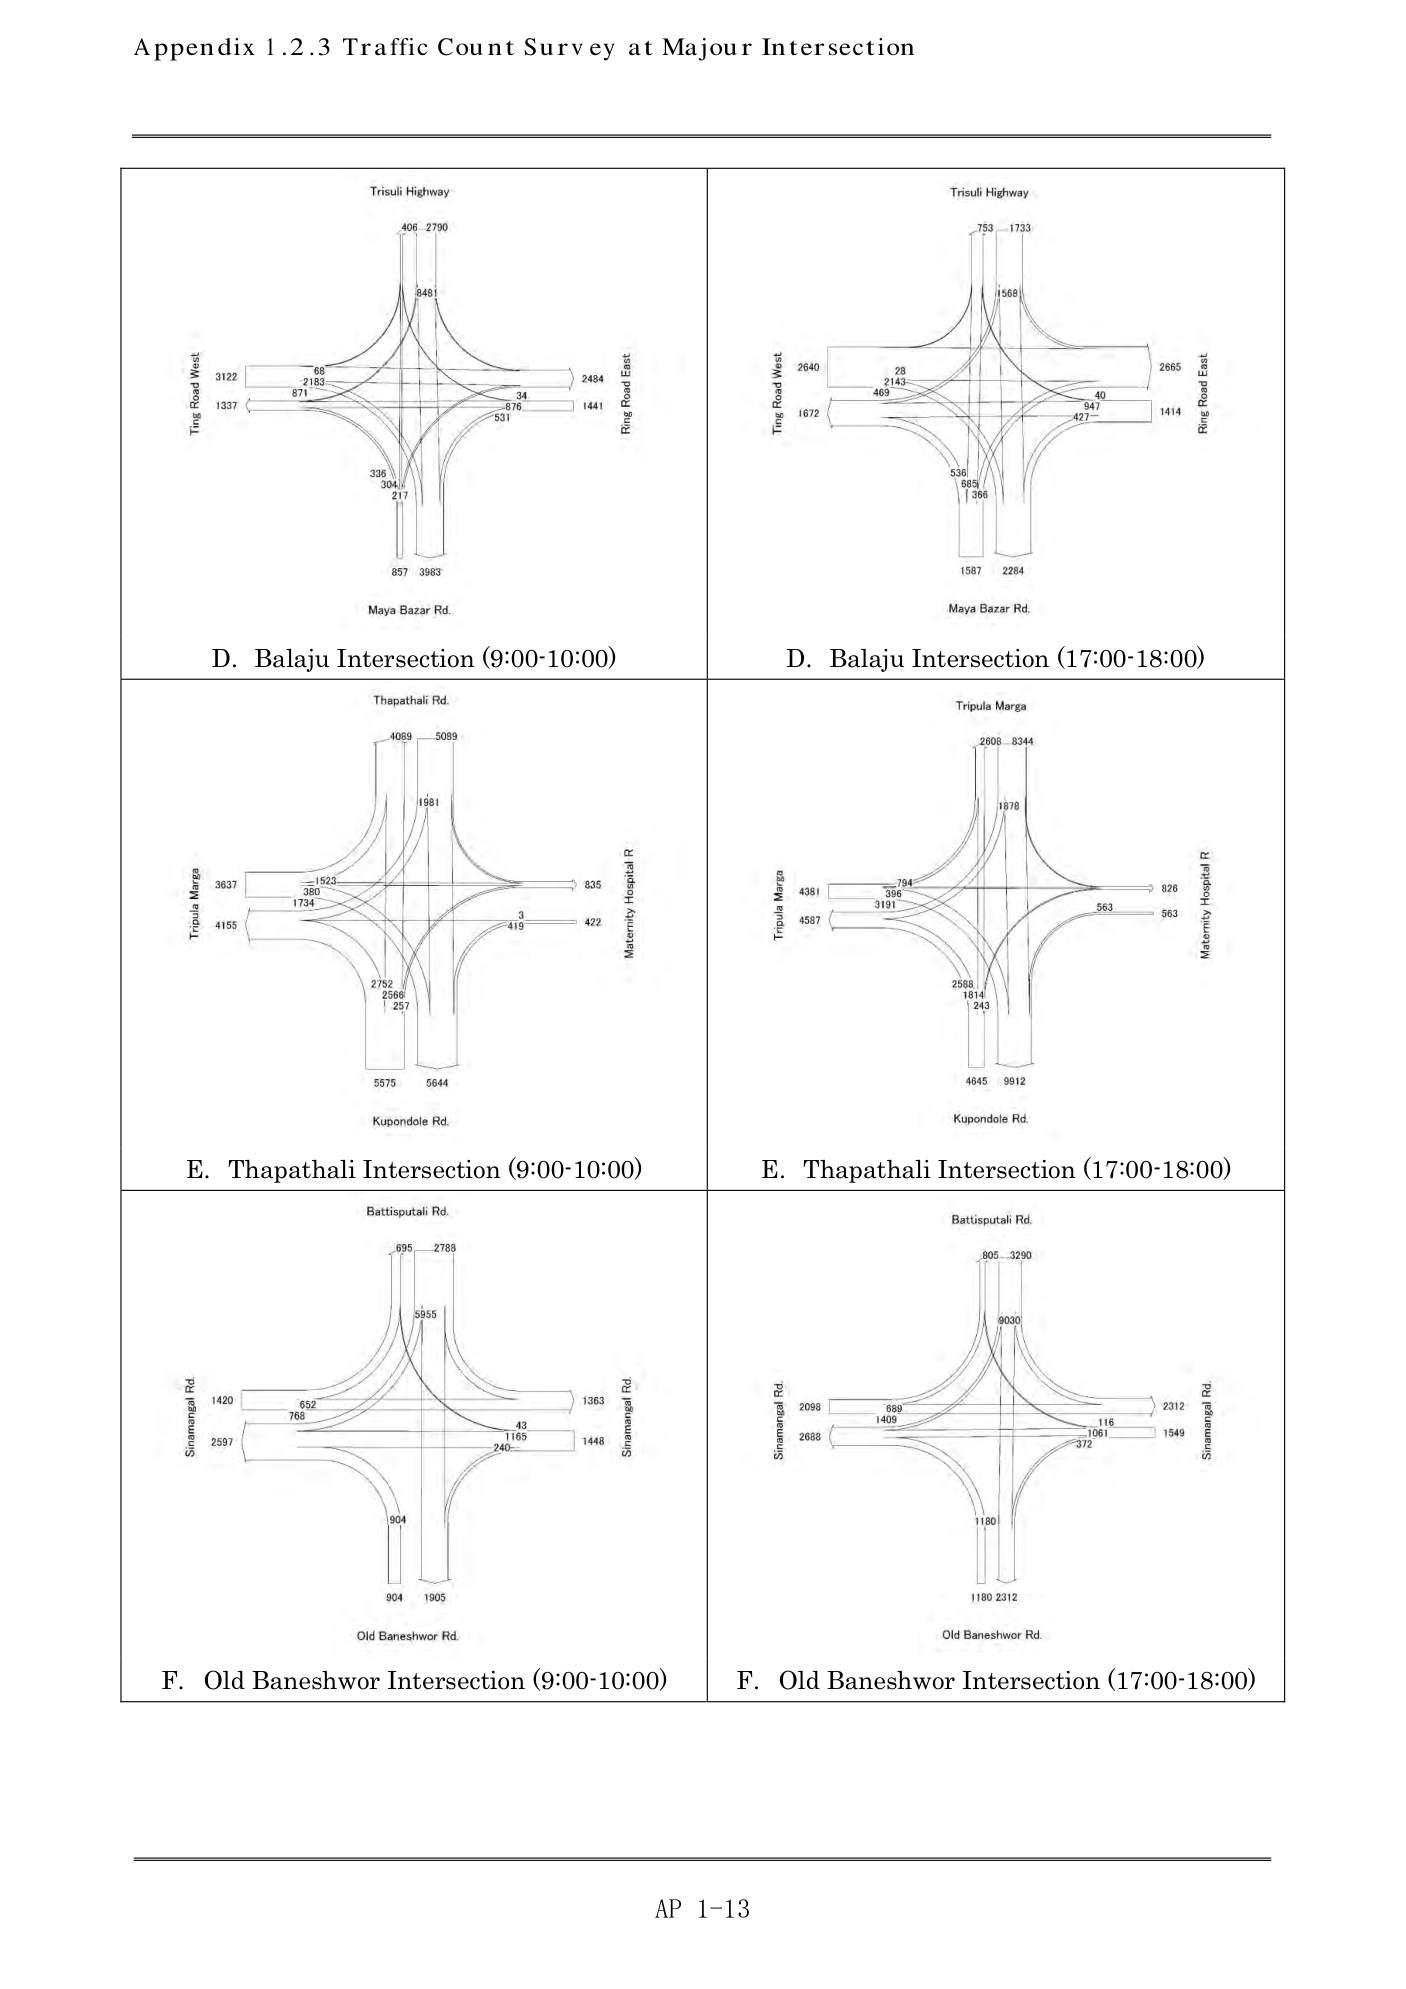 Appendix 1.2.3 Traffic Count Survey at Majour Intersection
Trisuli Highway
406 2790
8481
Ting Road West
3122
1337
68
2183
871
34
876
531
2484
1441
Ring Road East
336
304
217
857 3983
Maya Bazar Rd.
D. Balaju Intersection (9:00-10:00)
Trisuli Highway
753 1733
1568
Ting Road West
2640
1672
28
2143
469
40
947
427
2665
1414
Ring Road East
536
685
366
1587 2284
Maya Bazar Rd.
D. Balaju Intersection (17:00-18:00)
Thapathali Rd.
4089 5089
1981
Tripula Marga
3637
4155
1523
380
1734
3
419
835
422
Maternity Hospital R
2752
2566
257
5575 5644
Kupondole Rd.
E. Thapathali Intersection (9:00-10:00)
Tripula Marga
2608 8344
1878
Tripula Marga
4381
4587
794
396
3191
563
826
563
Maternity Hospital R
2588
1814
243
4645 9912
Kupondole Rd.
E. Thapathali Intersection (17:00-18:00)
Battisputali Rd.
695 2788
5955
Sinamangal Rd.
1420
2597
652
768
43
1165
240
1363
1448
Sinamangal Rd.
904
904 1905
Old Baneshwor Rd.
F. Old Baneshwor Intersection (9:00-10:00)
Battisputali Rd.
805 3290
9030
Sinamangal Rd.
2098
2688
689
1409
116
1061
372
2312
1549
Sinamangal Rd.
1180
1180 2312
Old Baneshwor Rd.
F. Old Baneshwor Intersection (17:00-18:00)
AP 1-13